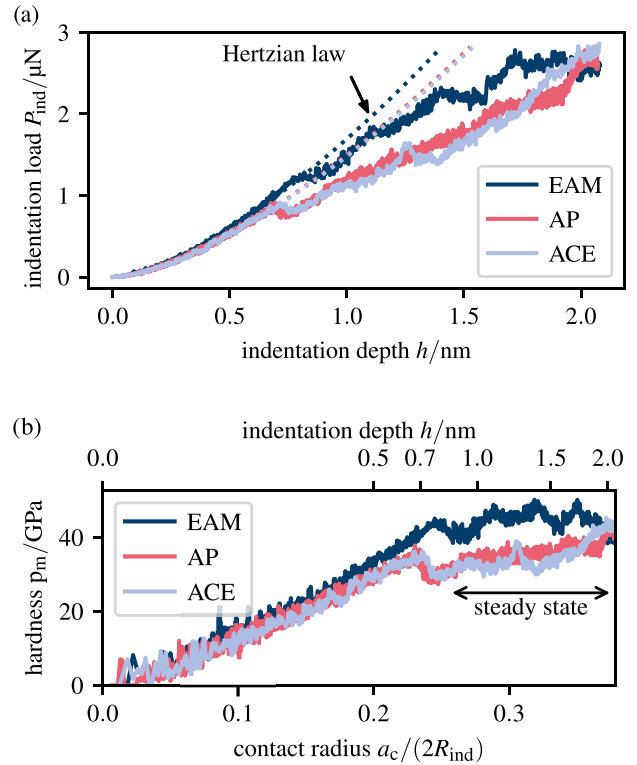 (a)
Hertzian law
indentation load P_ind/μN
3
2
1
0
EAM
AP
ACE
0.0 0.5 1.0 1.5 2.0
indentation depth h/nm
(b)
indentation depth h/nm
0.0 0.5 0.7 1.0 1.5 2.0
hardness p_m/GPa
40
20
0
EAM
AP
ACE
steady state
0.0 0.1 0.2 0.3
contact radius a_c/(2R_ind)